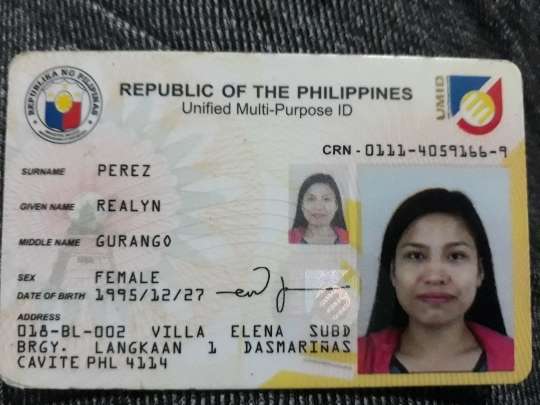 REPUBLIKA NG PILIPINAS
REPUBLIC OF THE PHILIPPINES
Unified Multi-Purpose ID
UMID
CRN - 0111-4059166-9
SURNAME PEREZ
GIVEN NAME REALYN
MIDDLE NAME GURANGO
SEX FEMALE
DATE OF BIRTH 1995/12/27
ADDRESS
018-BL-002 VILLA ELENA SUBD
BRGY. LANGKAAN 1 DASMARIÑAS
CAVITE PHL 4114